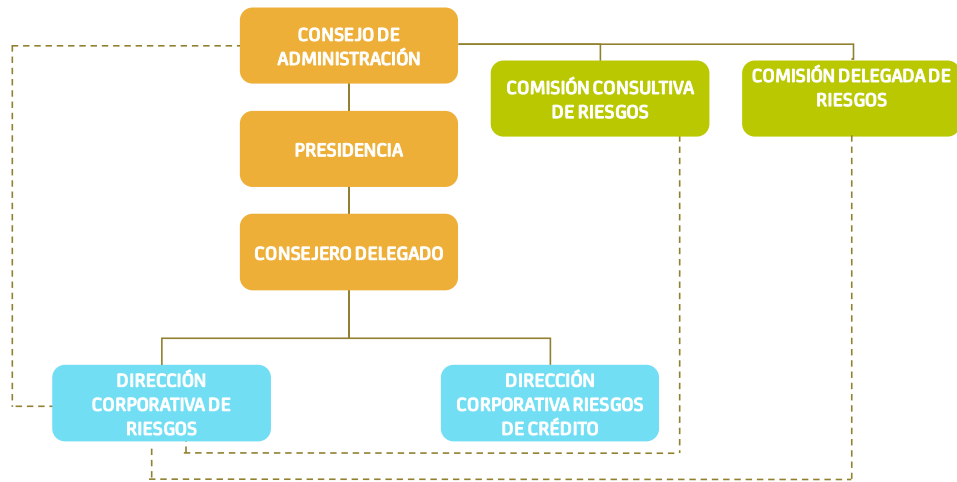 CONSEJO DE
ADMINISTRACIÓN
COMISIÓN CONSULTIVA
DE RIESGOS
COMISIÓN DELEGADA DE
RIESGOS
PRESIDENCIA
CONSEJERO DELEGADO
DIRECCIÓN
CORPORATIVA DE
RIESGOS
DIRECCIÓN
CORPORATIVA RIESGOS
DE CRÉDITO